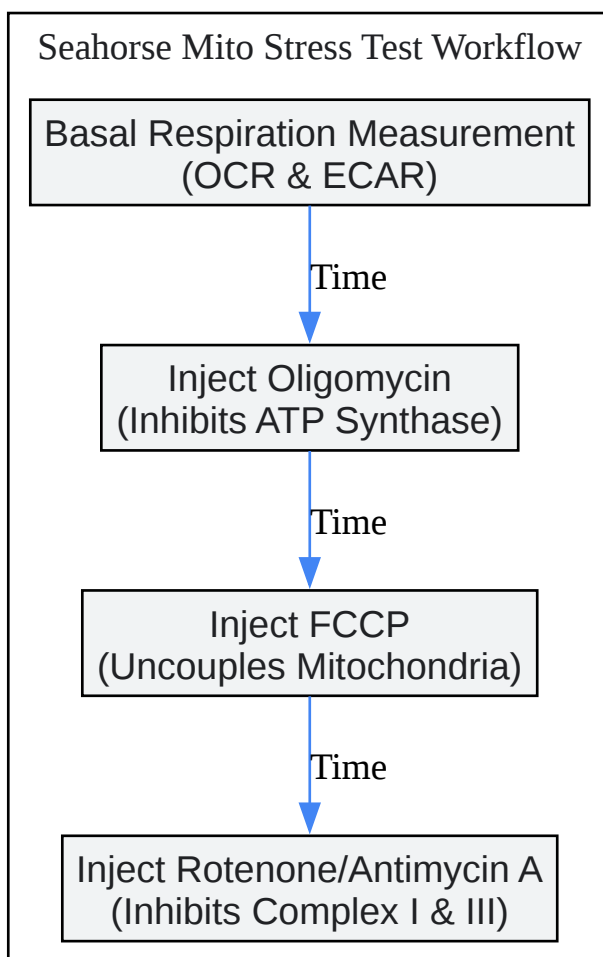 Seahorse Mito Stress Test Workflow
Basal Respiration Measurement
(OCR & ECAR)
Time
Inject Oligomycin
(Inhibits ATP Synthase)
Time
Inject FCCP
(Uncouples Mitochondria)
Time
Inject Rotenone/Antimycin A
(Inhibits Complex I & III)